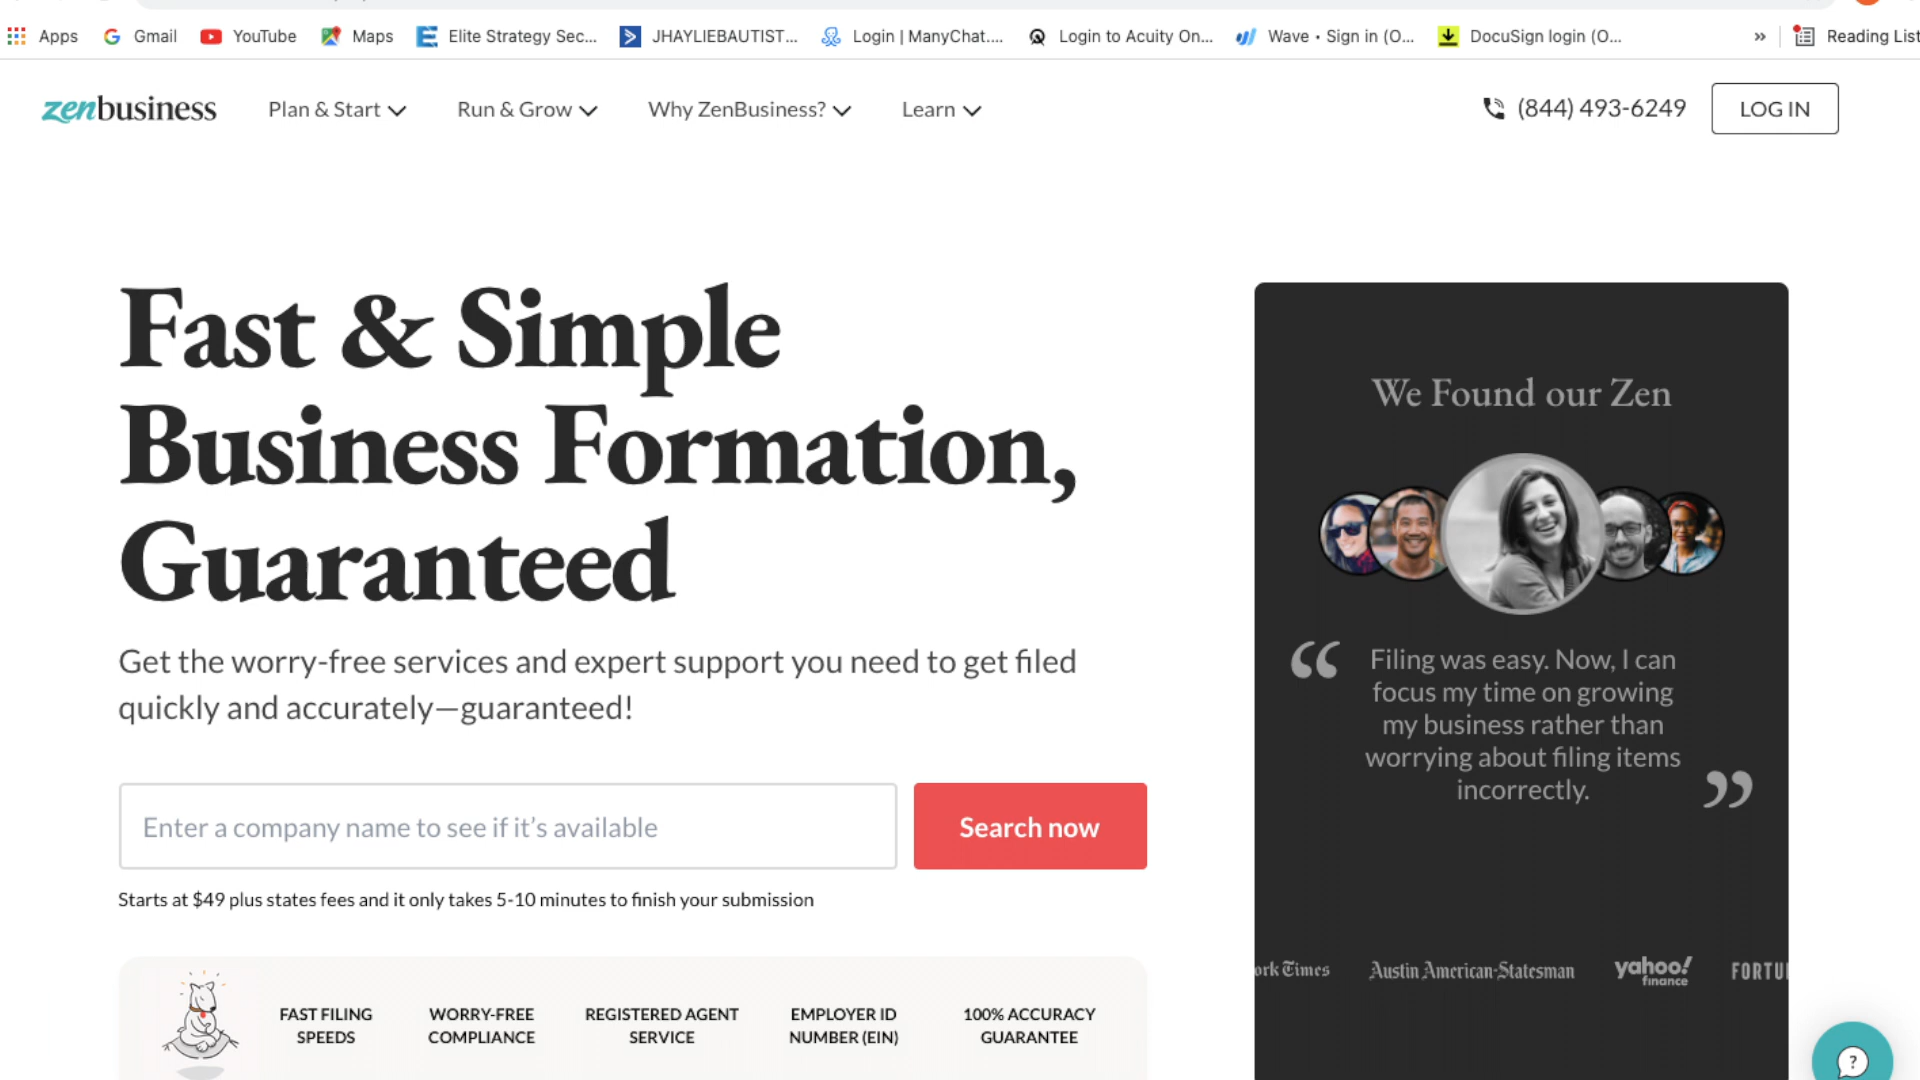 Apps
Gmail
YouTube
Maps
Elite Strategy Sec...
JHAYLIEBAUTIST...
Login | ManyChat....
Login to Acuity On...
Wave • Sign in (O...
DocuSign login (O...
»
Reading List
zenbusiness
Plan & Start
Run & Grow
Why ZenBusiness?
Learn
(844) 493-6249
LOG IN
Fast & Simple
Business Formation,
Guaranteed
Get the worry-free services and expert support you need to get filed
quickly and accurately—guaranteed!
Enter a company name to see if it's available
Search now
Starts at $49 plus states fees and it only takes 5-10 minutes to finish your submission
FAST FILING
SPEEDS
WORRY-FREE
COMPLIANCE
REGISTERED AGENT
SERVICE
EMPLOYER ID
NUMBER (EIN)
100% ACCURACY
GUARANTEE
We Found our Zen
“ Filing was easy. Now, I can
focus my time on growing
my business rather than
worrying about filing items
incorrectly. ”
ork Times
Austin American-Statesman
yahoo!
finance
FORTU
?